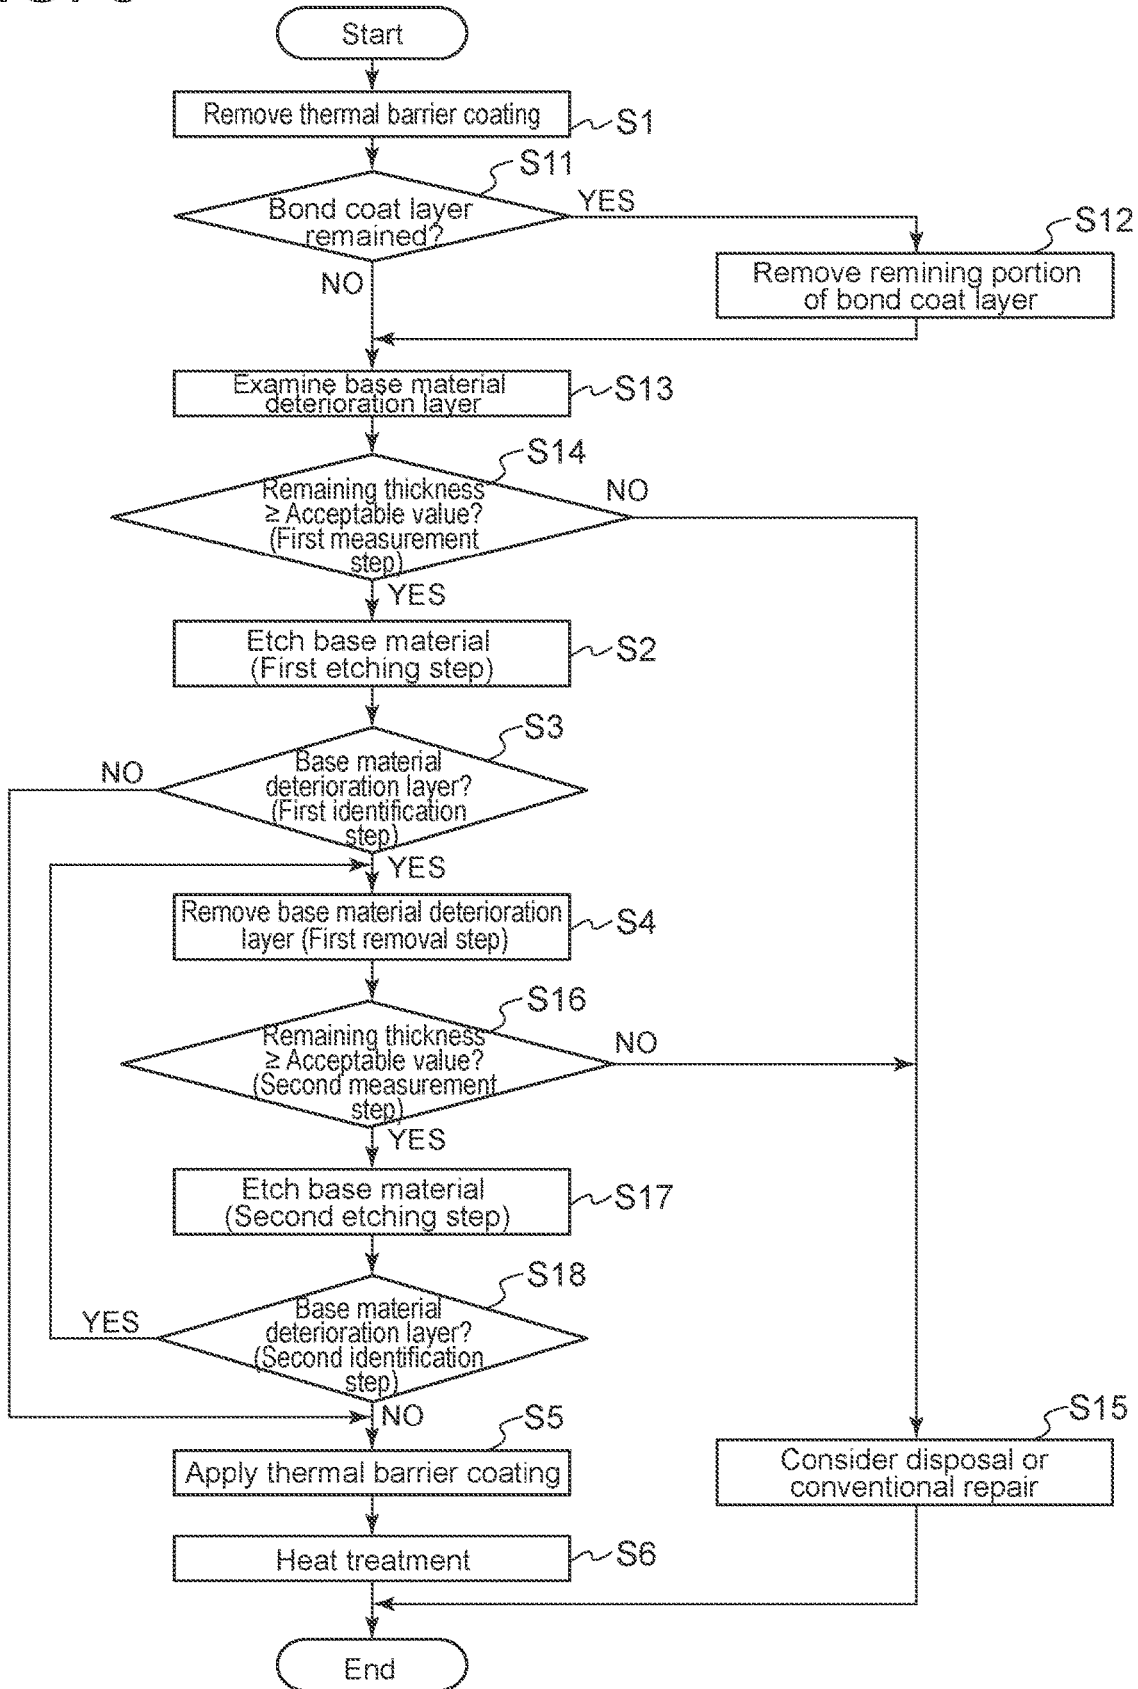 Start
Remove thermal barrier coating
S1
S11
Bond coat layer
remained?
YES
NO
S12
Remove remining portion
of bond coat layer
Examine base material
deterioration layer
S13
S14
Remaining thickness
≥ Acceptable value?
(First measurement
step)
NO
YES
Etch base material
(First etching step)
S2
S3
Base material
deterioration layer?
(First identification
step)
NO
YES
Remove base material deterioration
layer (First removal step)
S4
S16
Remaining thickness
≥ Acceptable value?
(Second measurement
step)
NO
YES
Etch base material
(Second etching step)
S17
S18
Base material
deterioration layer?
(Second identification
step)
YES
NO
S5
Apply thermal barrier coating
S15
Consider disposal or
conventional repair
Heat treatment
S6
End